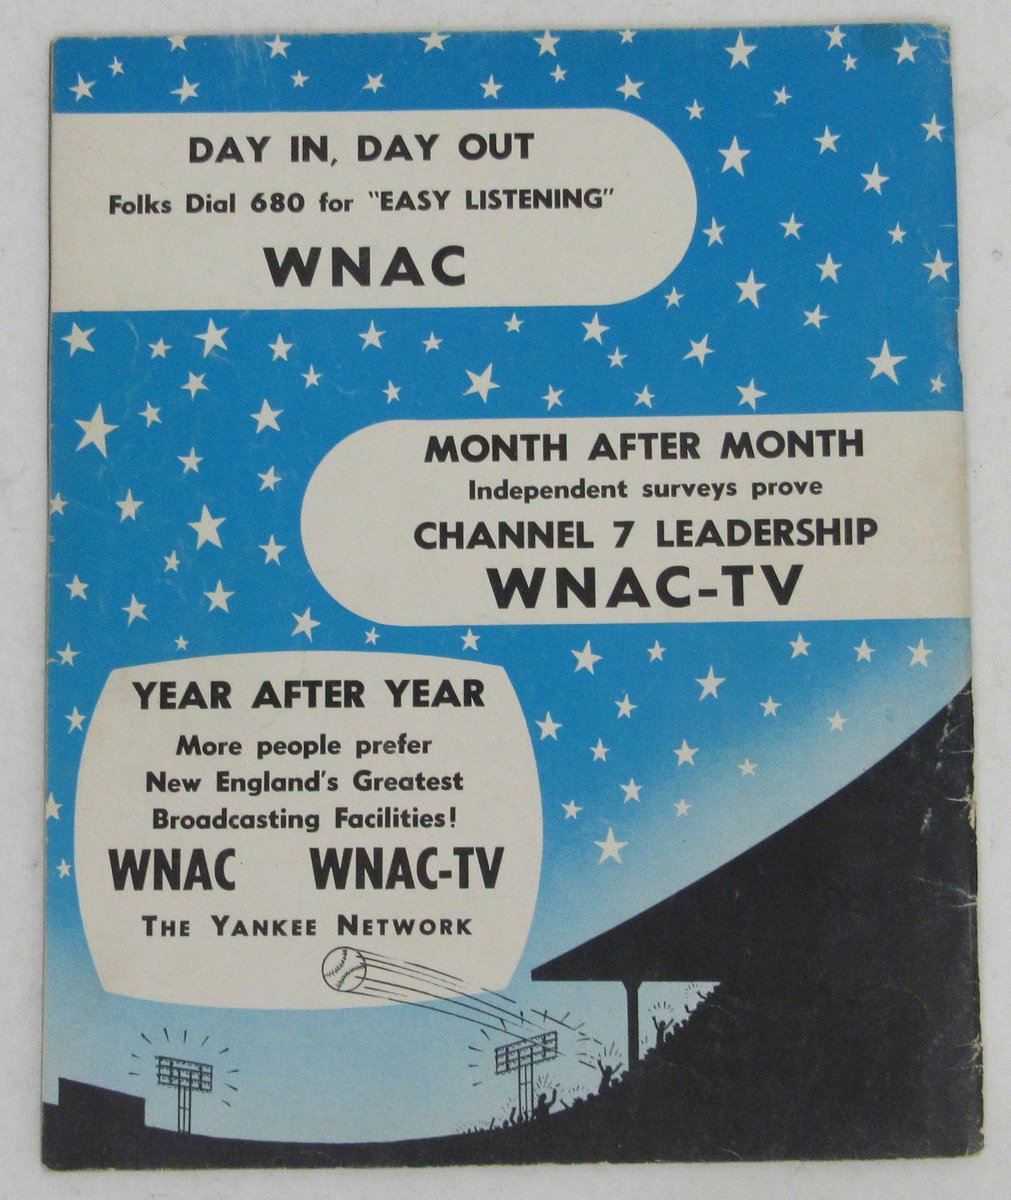 DAY IN, DAY OUT
Folks Dial 680 for "EASY LISTENING"
WNAC
MONTH AFTER MONTH
Independent surveys prove
CHANNEL 7 LEADERSHIP
WNAC-TV
YEAR AFTER YEAR
More people prefer
New England's Greatest
Broadcasting Facilities!
WNAC WNAC-TV
THE YANKEE NETWORK